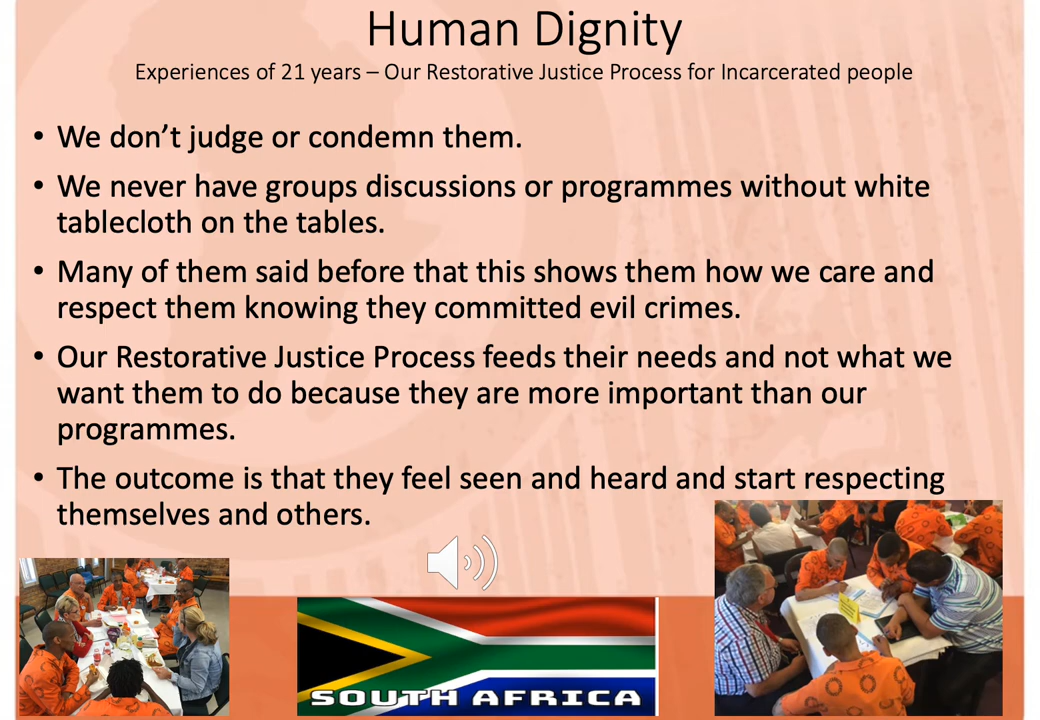 Human Dignity
Experiences of 21 years – Our Restorative Justice Process for Incarcerated people
• We don’t judge or condemn them.
• We never have groups discussions or programmes without white
tablecloth on the tables.
• Many of them said before that this shows them how we care and
respect them knowing they committed evil crimes.
• Our Restorative Justice Process feeds their needs and not what we
want them to do because they are more important than our
programmes.
• The outcome is that they feel seen and heard and start respecting
themselves and others.
SOUTH AFRICA